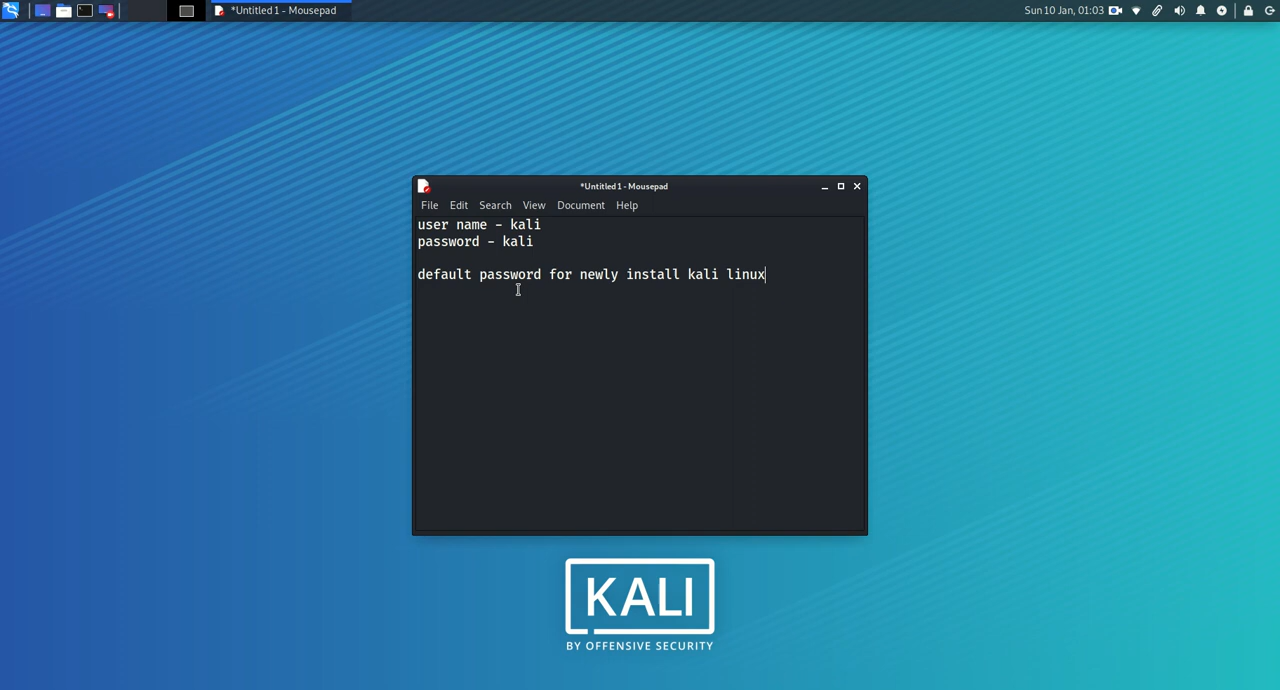 *Untitled 1 - Mousepad
Sun 10 Jan, 01:03
*Untitled 1 - Mousepad
File Edit Search View Document Help
user name - kali
password - kali
default password for newly install kali linux
KALI
BY OFFENSIVE SECURITY